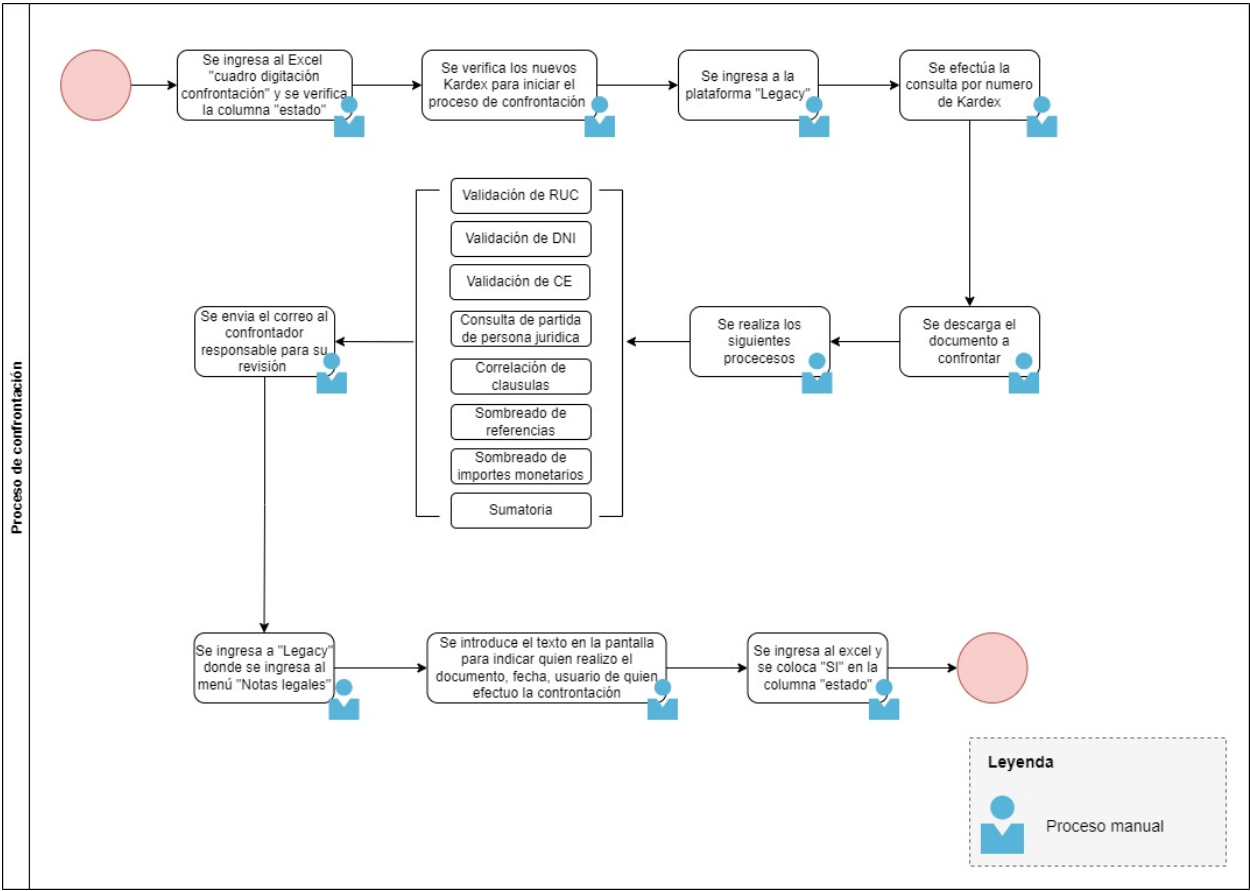 Proceso de confrontación
Se ingresa al Excel
"cuadro digitación
confrontación" y se verifica
la columna "estado"
Se verifica los nuevos
Kardex para iniciar el
proceso de confrontación
Se ingresa a la
plataforma "Legacy"
Se efectúa la
consulta por numero
de Kardex
Se descarga el
documento a
confrontar
Se realiza los
siguientes
procecesos
Validación de RUC
Validación de DNI
Validación de CE
Consulta de partida
de persona juridica
Correlación de
clausulas
Sombreado de
referencias
Sombreado de
importes monetarios
Sumatoria
Se envia el correo al
confrontador
responsable para su
revisión
Se ingresa a "Legacy"
donde se ingresa al
menú "Notas legales"
Se introduce el texto en la pantalla
para indicar quien realizo el
documento, fecha, usuario de quien
efectuo la controntación
Se ingresa al excel y
se coloca "SI" en la
columna "estado"
Leyenda
Proceso manual